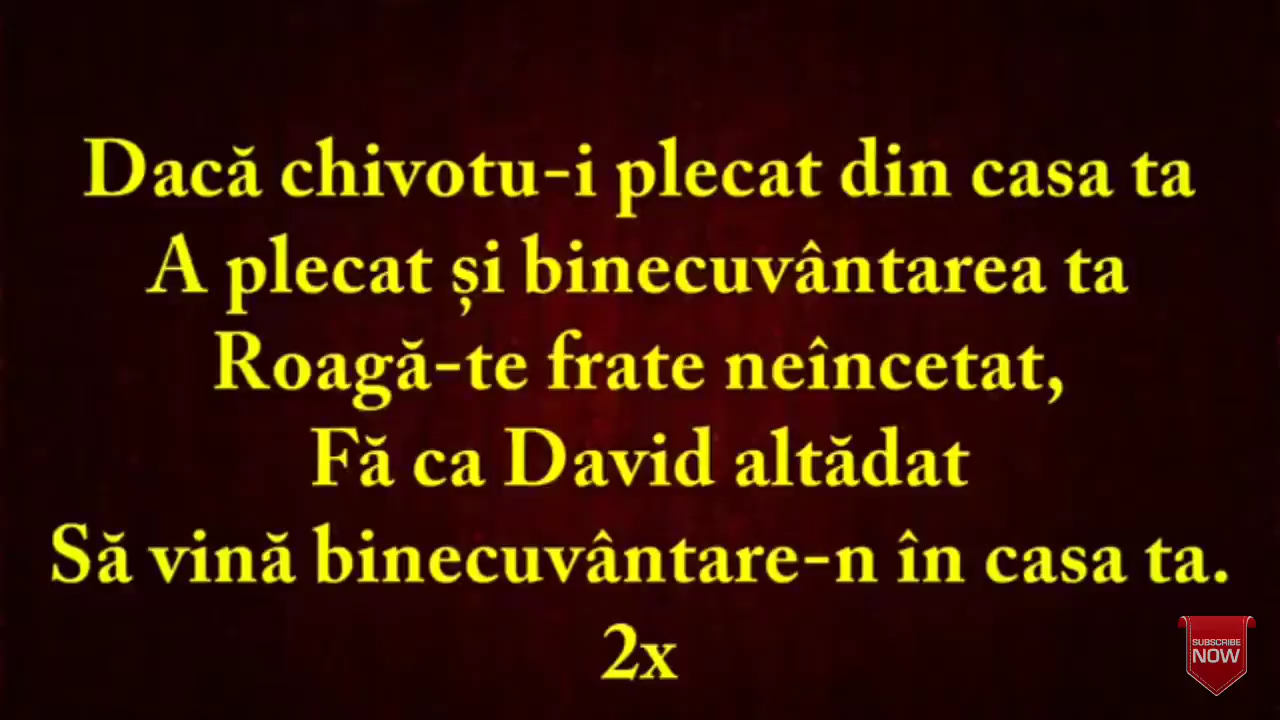 Dacă chivotu-i plecat din casa ta
A plecat și binecuvântarea ta
Roagă-te frate neîncetat,
Fă ca David altădat
Să vină binecuvântare-n în casa ta.
2x
SUBSCRIBE
NOW